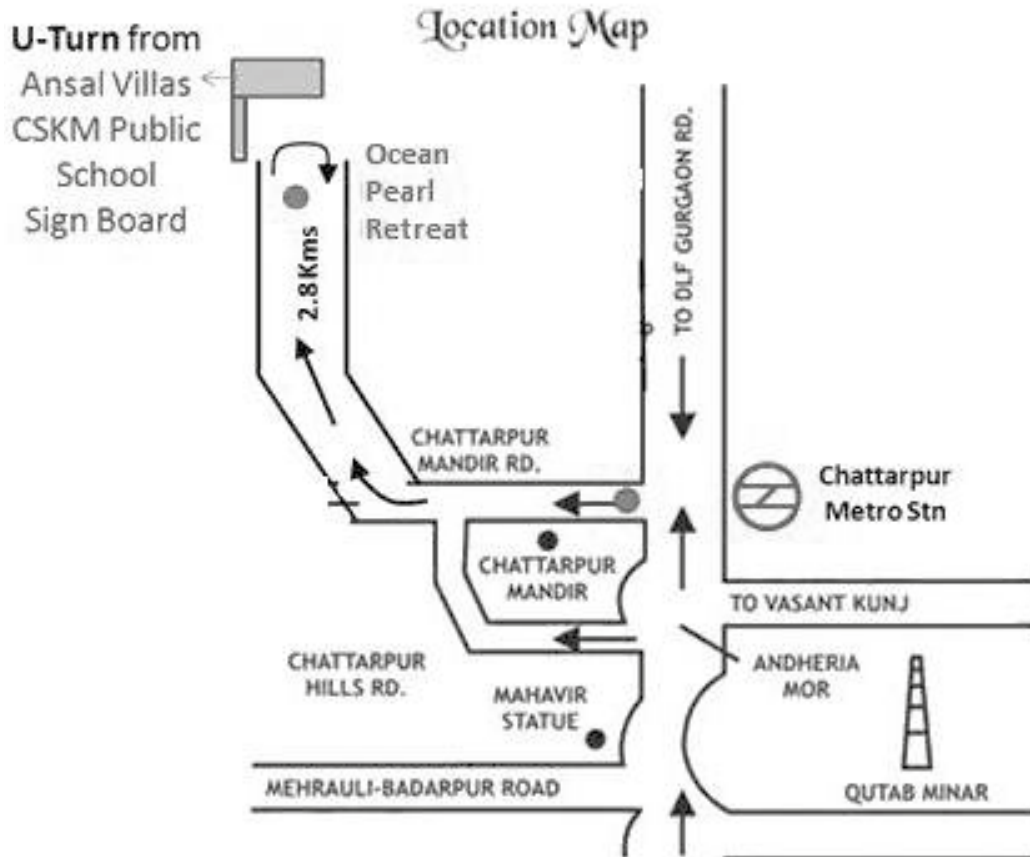 Location Map
U-Turn from
Ansal Villas
CSKM Public
School
Sign Board
Ocean
Pearl
Retreat
2.8Kms
TO DLF GURGAON RD.
CHATTARPUR
MANDIR RD.
Chattarpur
Metro Stn
CHATTARPUR
MANDIR
TO VASANT KUNJ
ANDHERIA
MOR
CHATTARPUR
HILLS RD.
MAHAVIR
STATUE
MEHRAULI-BADARPUR ROAD
QUTAB MINAR